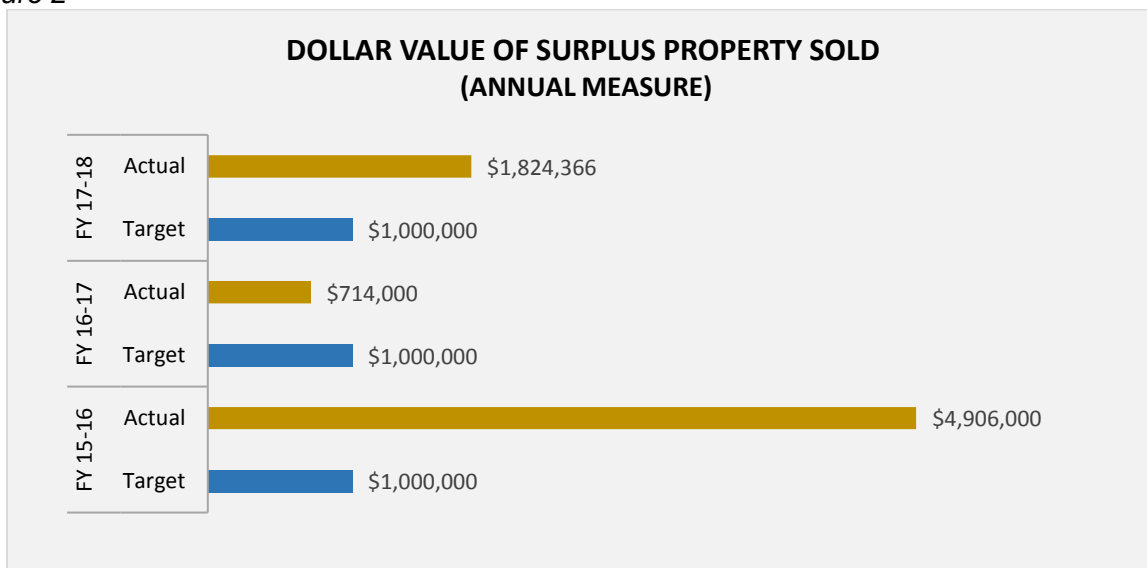 DOLLAR VALUE OF SURPLUS PROPERTY SOLD
(ANNUAL MEASURE)
FY 17-18
Actual
$1,824,366
Target
$1,000,000
FY 16-17
Actual
$714,000
Target
$1,000,000
FY 15-16
Actual
$4,906,000
Target
$1,000,000